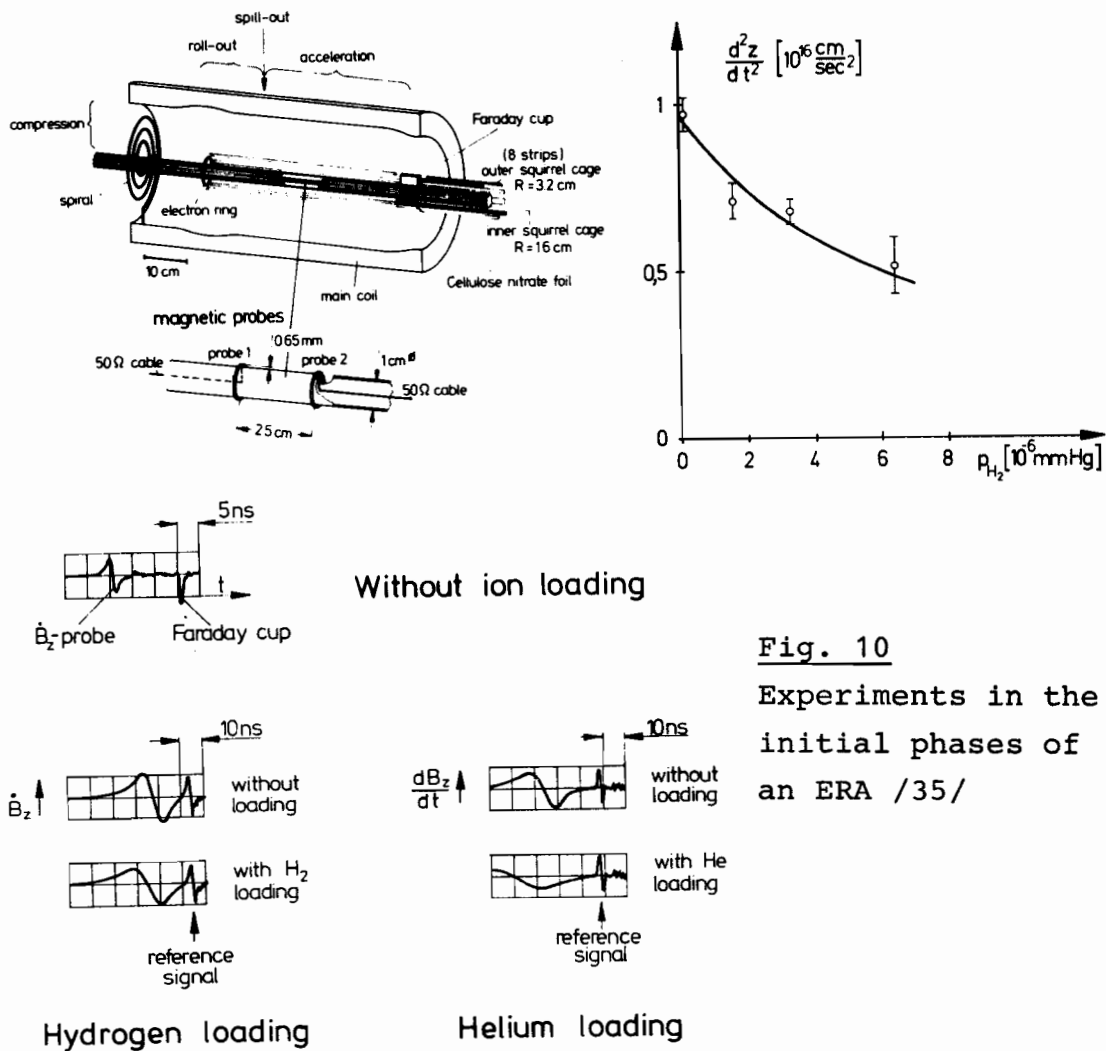 spill-out
roll-out
acceleration
compression
Faraday cup
(8 strips)
outer squirrel cage
R = 3.2 cm
spiral
electron ring
inner squirrel cage
R = 16 cm
10 cm
main coil
Cellulose nitrate foil
magnetic probes
065mm
probe 1
probe 2
1cm ø
50Ω cable
50Ω cable
25cm
d²z/dt² [10¹⁶ cm/sec²]
1
0,5
0
0 2 4 6 8
p_H₂ [10⁻⁶ mmHg]
5ns
t
Ḃz-probe
Faraday cup
Without ion loading
Fig. 10
Experiments in the
initial phases of
an ERA /35/
10ns
Ḃz
without
loading
with H₂
loading
reference
signal
Hydrogen loading
10ns
dBz/dt
without
loading
with He
loading
reference
signal
Helium loading